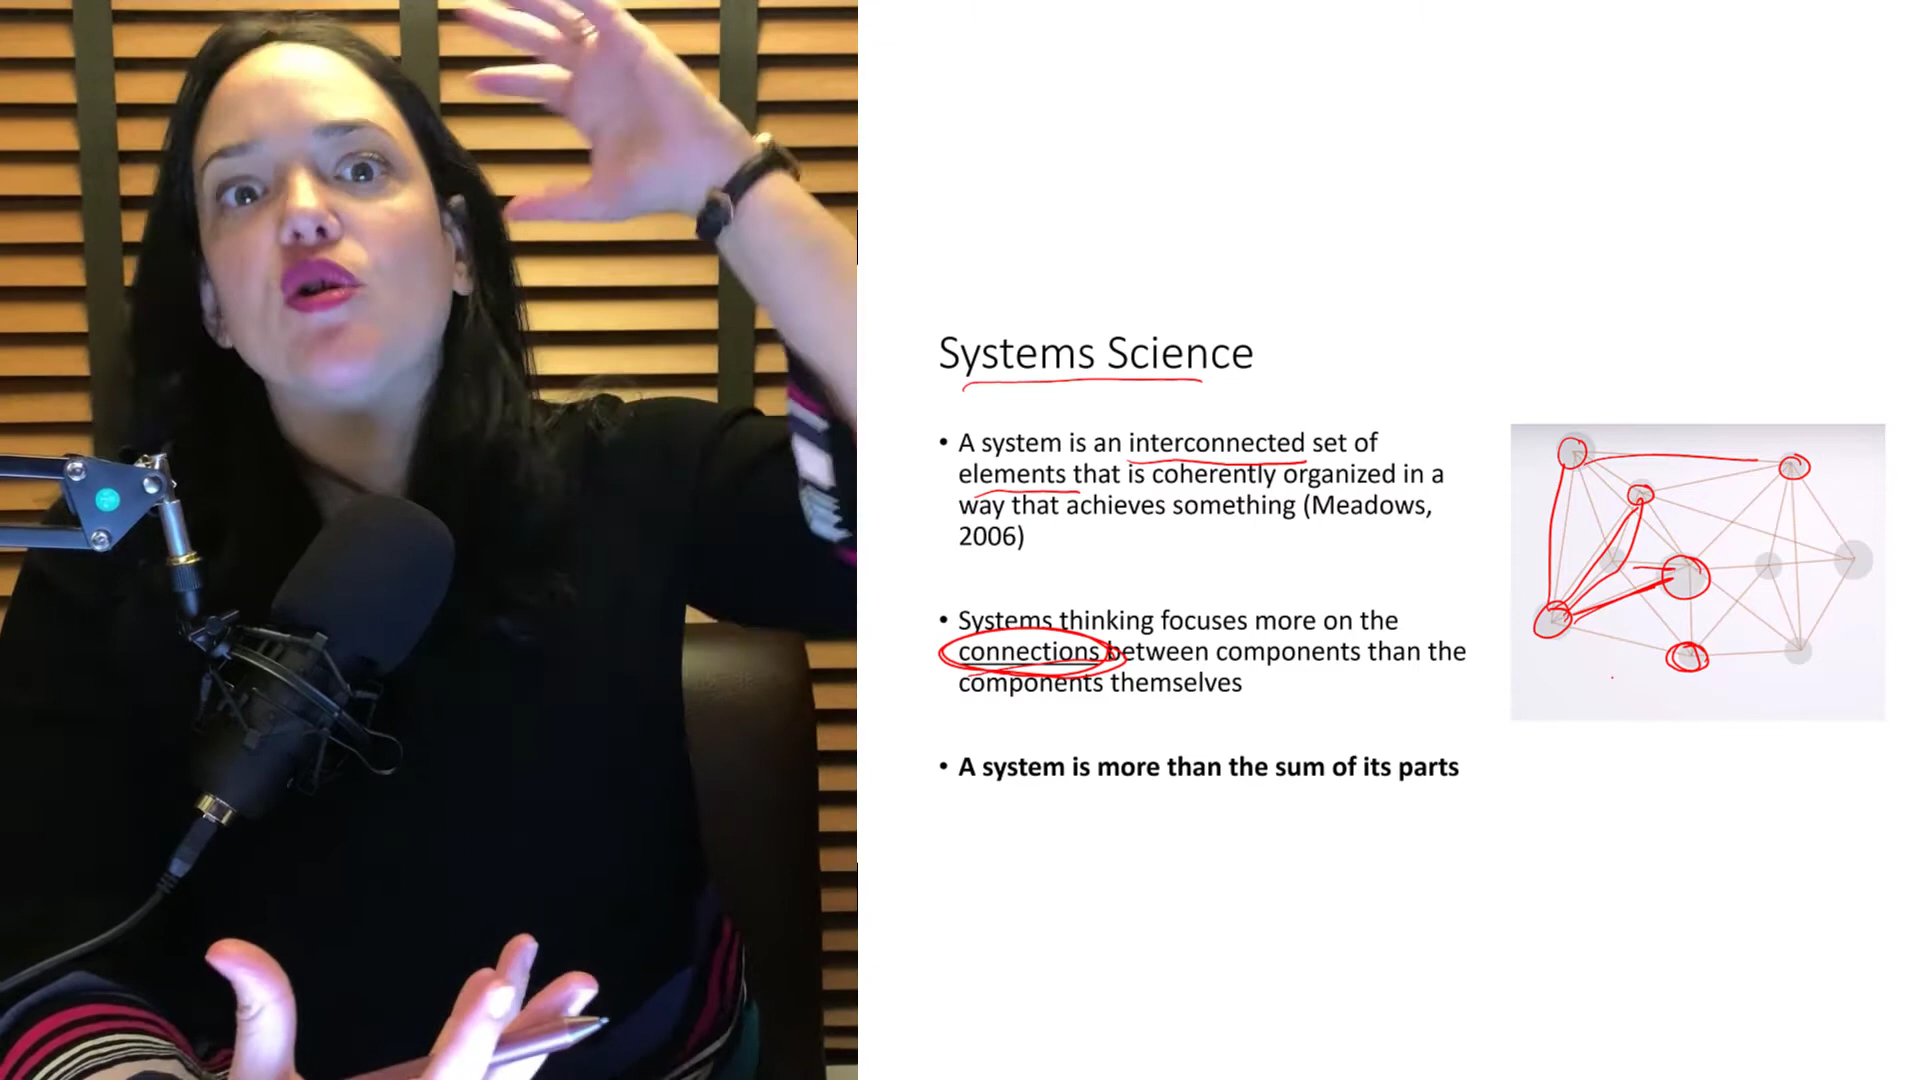 Systems Science
• A system is an interconnected set of
elements that is coherently organized in a
way that achieves something (Meadows,
2006)
• Systems thinking focuses more on the
connections between components than the
components themselves
• A system is more than the sum of its parts